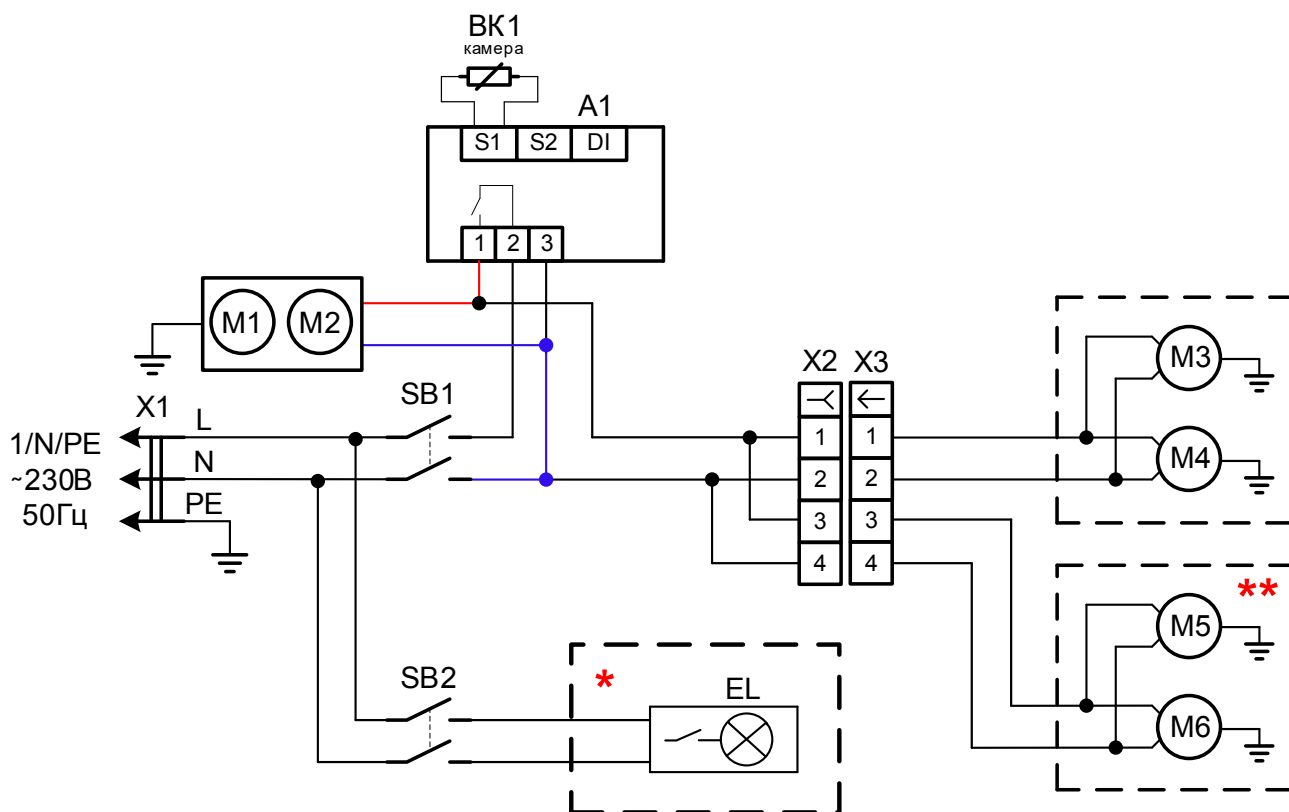 ВК1
камера
A1
S1 S2 DI
1 2 3
M1 M2
X1
1/N/PE
~230В
50Гц
L
N
PE
SB1
X2 X3
1 1
2 2
3 3
4 4
M3
M4
**
M5
M6
SB2
*
EL